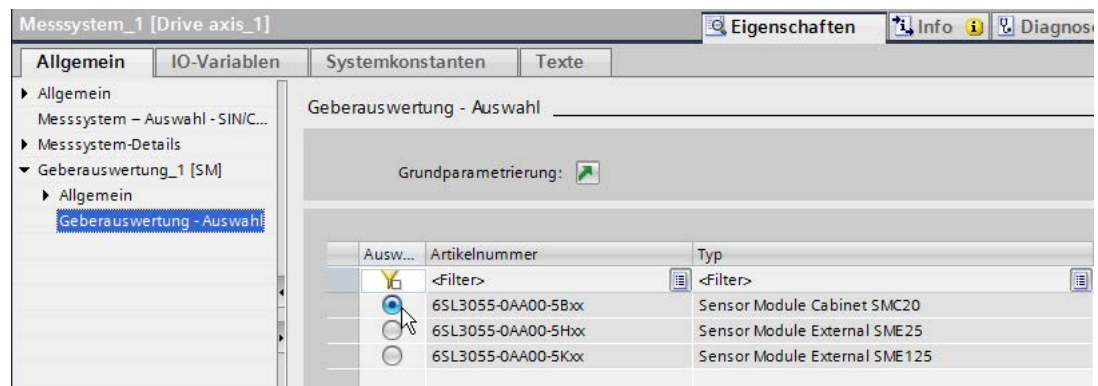 Messsystem_1 [Drive axis_1]
Eigenschaften
Info
Diagnose
Allgemein
IO-Variablen
Systemkonstanten
Texte
Allgemein
Messsystem – Auswahl - SIN/C...
Messsystem-Details
Geberauswertung_1 [SM]
Allgemein
Geberauswertung - Auswahl
Geberauswertung - Auswahl
Grundparametrierung:
Ausw... Artikelnummer Typ
<Filter> <Filter>
6SL3055-0AA00-5Bxx Sensor Module Cabinet SMC20
6SL3055-0AA00-5Hxx Sensor Module External SME25
6SL3055-0AA00-5Kxx Sensor Module External SME125